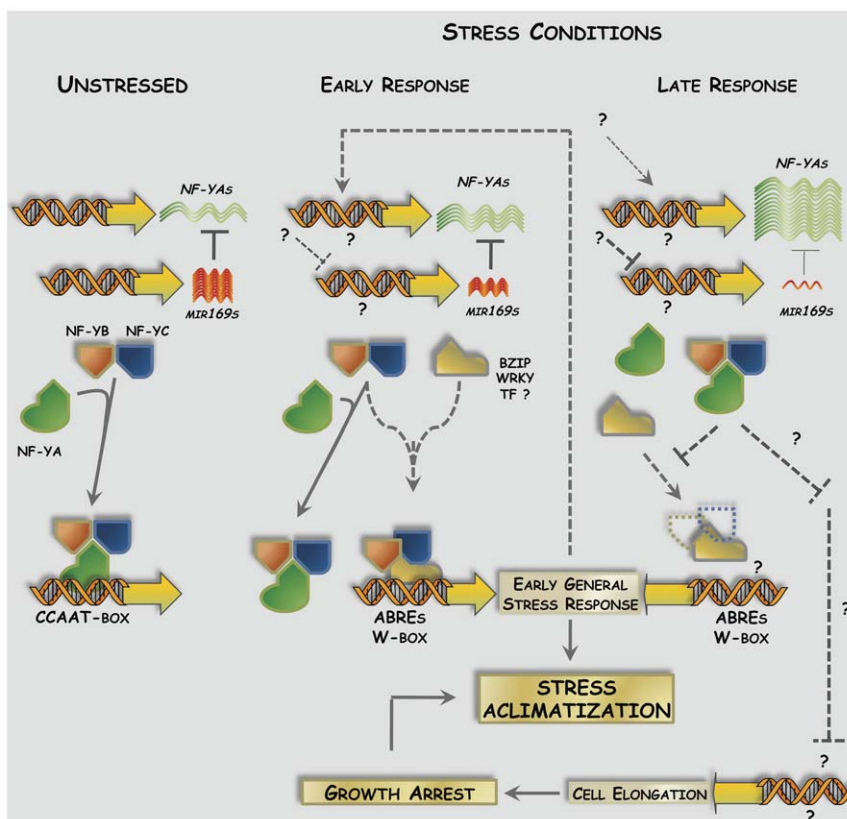 STRESS CONDITIONS
UNSTRESSED
EARLY RESPONSE
LATE RESPONSE
?
NF-YAS
NF-YAS
NF-YAS
?
?
?
?
MIR169S
?
MIR169S
?
MIR169S
NF-YB
NF-YC
BZIP
WRKY
TF ?
NF-YA
?
?
CCAAT-BOX
ABRES
W-BOX
EARLY GENERAL
STRESS RESPONSE
ABRES
W-BOX
?
STRESS
ACLIMATIZATION
?
GROWTH ARREST
CELL ELONGATION
?